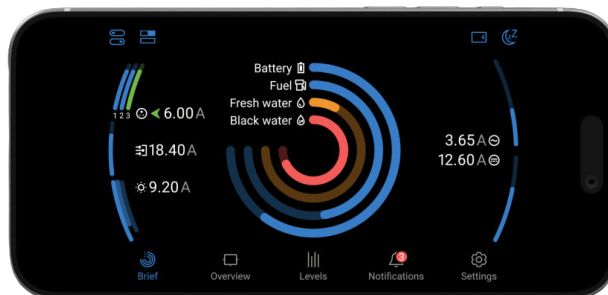 Battery
Fuel
Fresh water
Black water
1 2 3
6.00 A
18.40 A
9.20 A
3.65 A
12.60 A
Brief
Overview
Levels
3
Notifications
Settings